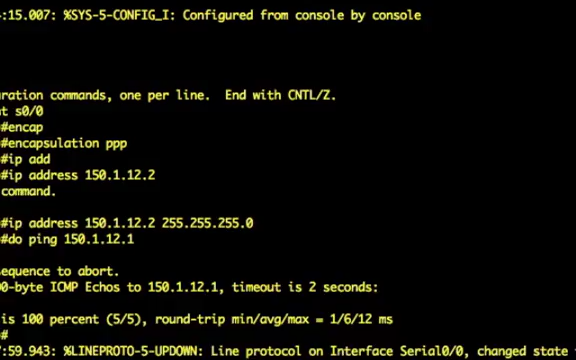 :15.007: %SYS-5-CONFIG_I: Configured from console by console
uration commands, one per line.  End with CNTL/Z.
nt s0/0
#encap
#encapsulation ppp
#ip add
#ip address 150.1.12.2
command.
#ip address 150.1.12.2 255.255.255.0
#do ping 150.1.12.1
equence to abort.
0-byte ICMP Echos to 150.1.12.1, timeout is 2 seconds:
is 100 percent (5/5), round-trip min/avg/max = 1/6/12 ms
#
:59.943: %LINEPROTO-5-UPDOWN: Line protocol on Interface Serial0/0, changed state